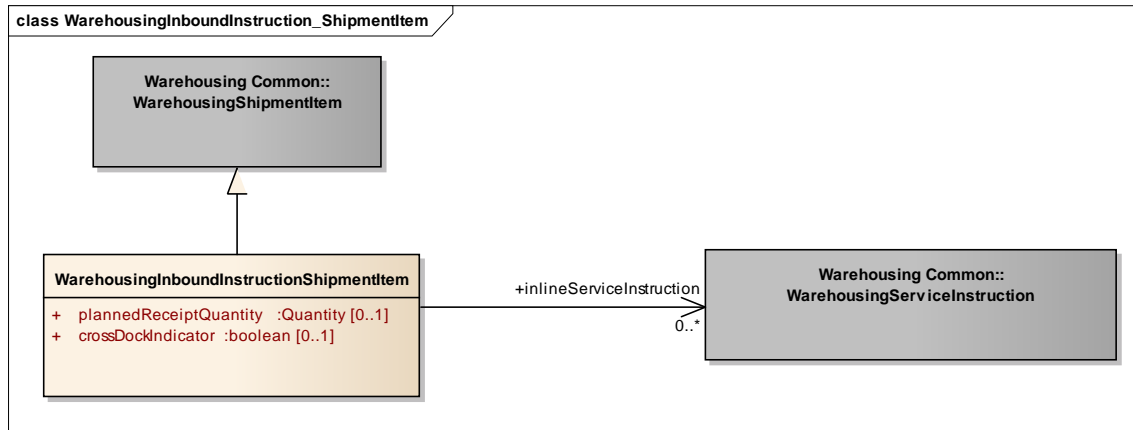 class WarehousingInboundInstruction_ShipmentItem
Warehousing Common::
WarehousingShipmentItem
WarehousingInboundInstructionShipmentItem
+ plannedReceiptQuantity :Quantity [0..1]
+ crossDockIndicator :boolean [0..1]
+inlineServiceInstruction
0..*
Warehousing Common::
WarehousingServiceInstruction